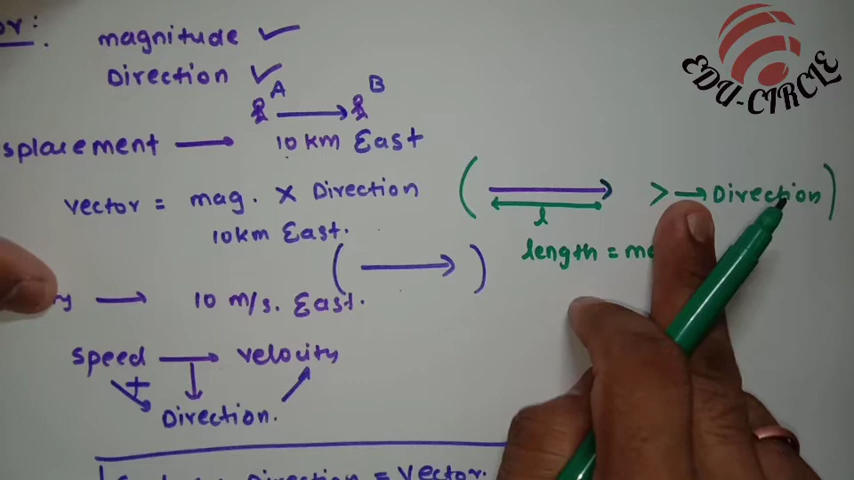 magnitude
Direction
A B
10 km East
vector = mag. X Direction
10km East.
> → Direction
l
length =
→ 10 m/s. East.
speed → velocity
+
Direction.
Direction = Vector.
EDU-CIRCLE